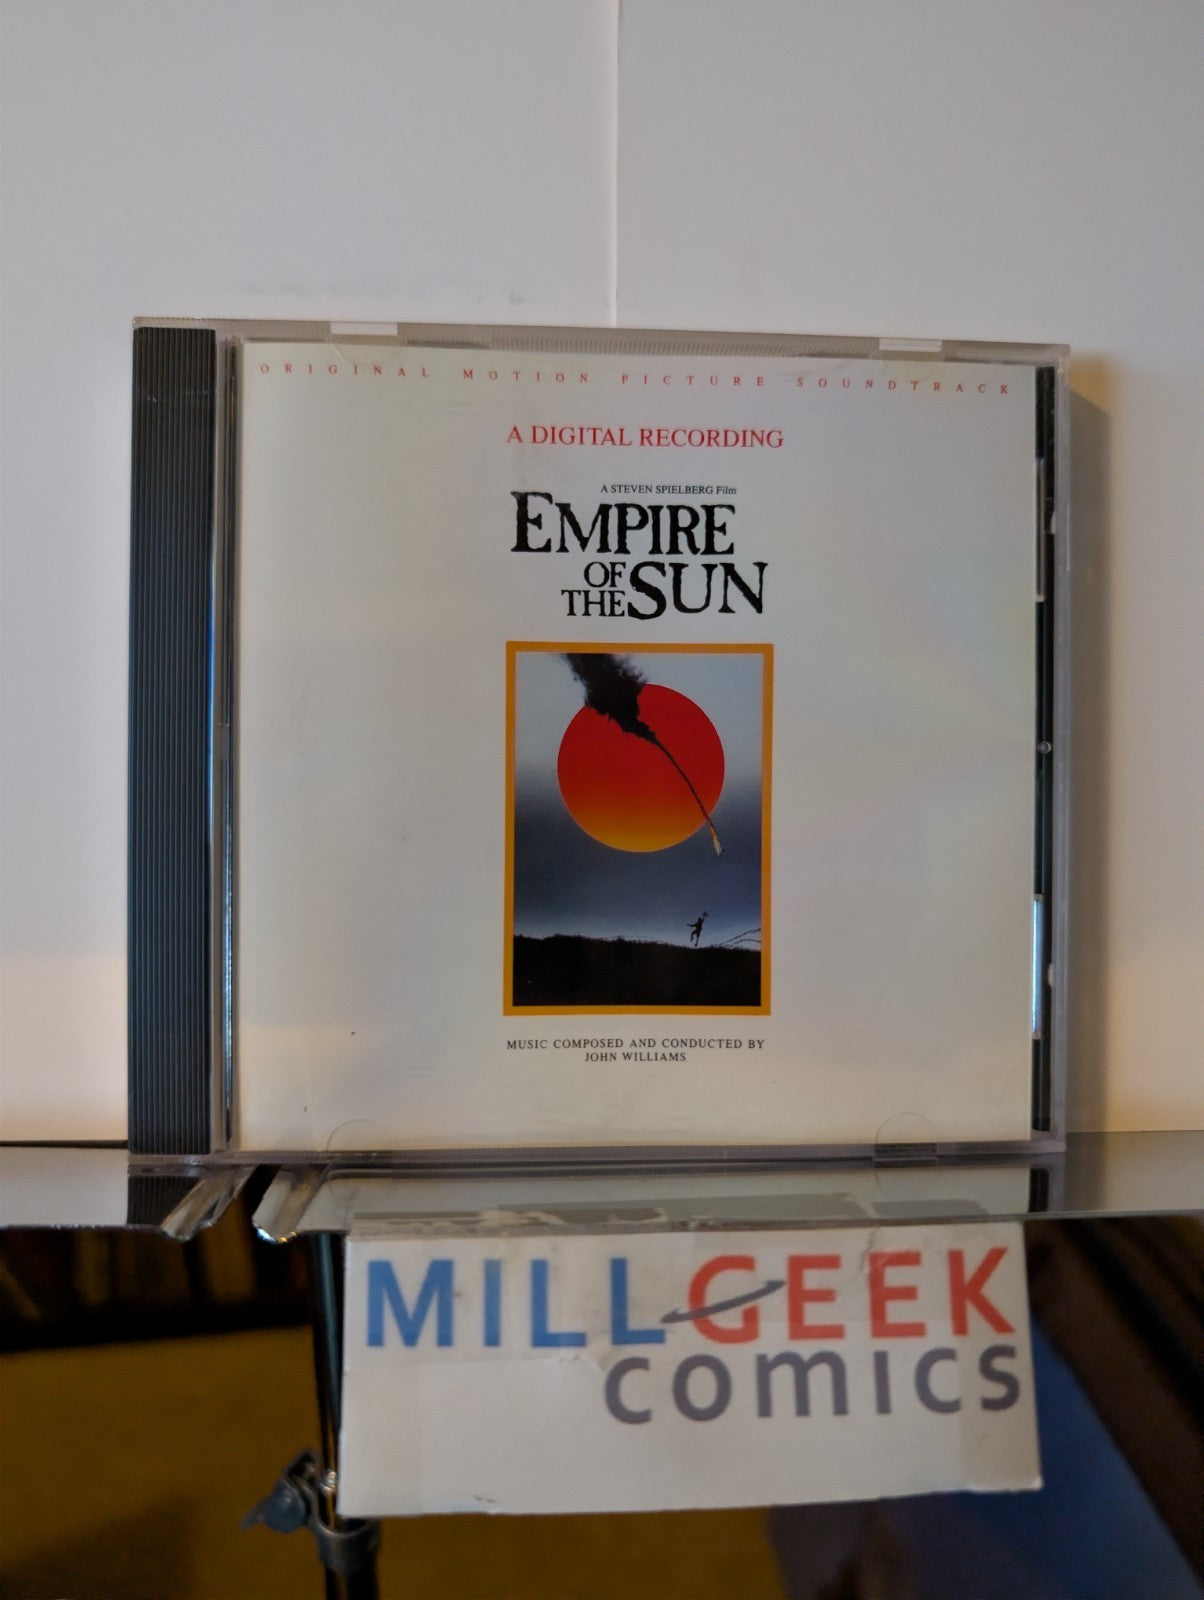 ORIGINAL MOTION PICTURE SOUNDTRACK
A DIGITAL RECORDING
A STEVEN SPIELBERG Film
EMPIRE
OF
THE SUN
MUSIC COMPOSED AND CONDUCTED BY
JOHN WILLIAMS
MILLGEEK
comics